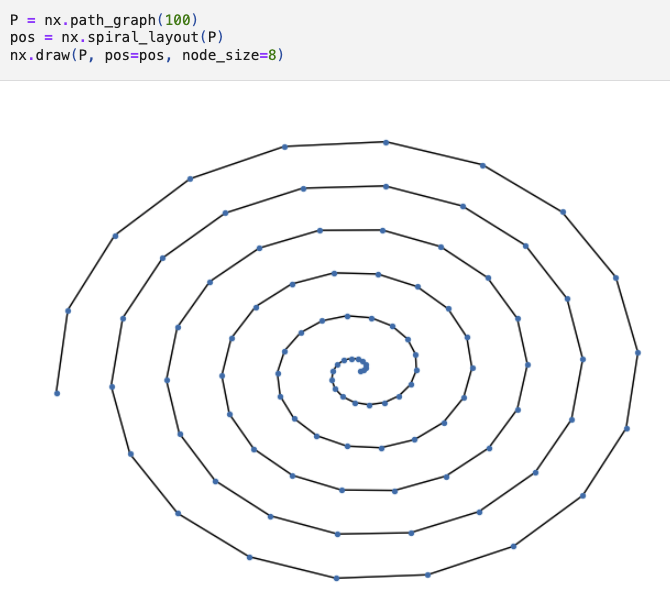 P = nx.path_graph(100)
pos = nx.spiral_layout(P)
nx.draw(P, pos=pos, node_size=8)